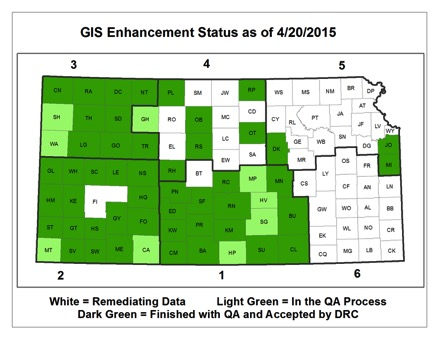 GIS Enhancement Status as of 4/20/2015
3 4 5
CN RA DC NT PL SM JW RP WS MS NM BR DP
SH TH SD GH RO OB MC CD CY RL PT JA AT
WA LG GO TR EL RS LC OT GE WB SN JF LV WY
EW SA DK MR DG JO
GL WH SC LE NS RH BT RC MP MN CS LY OS FR MI
HM KE FI HG PN SF RN HV BU GW CF AN LN
ST GT HS GY FO ED PR KM SG EK WO AL BB
KW WL NO CR
MT SV SW ME CA CM BA HP SU CL CQ MG LB CK
2 1 6
White = Remediating Data Light Green = In the QA Process
Dark Green = Finished with QA and Accepted by DRC